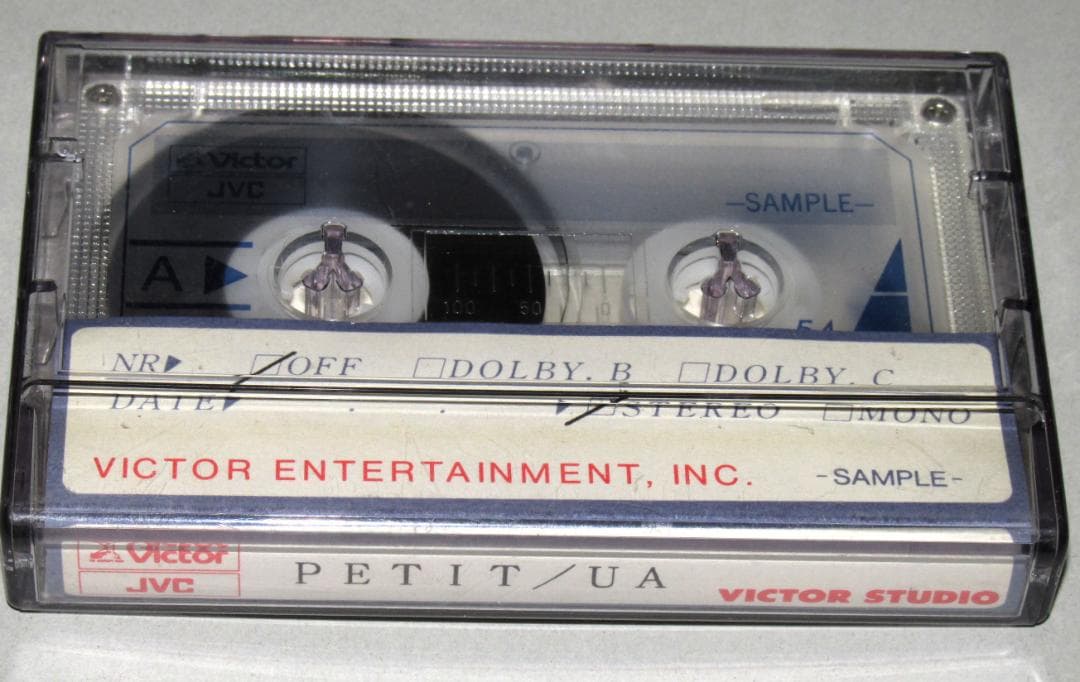 Victor
JVC
–SAMPLE–
A
100 50 0
54
NR OFF DOLBY. B DOLBY. C
DATE . . STEREO MONO
VICTOR ENTERTAINMENT, INC. -SAMPLE-
Victor
JVC
PETIT/UA
VICTOR STUDIO